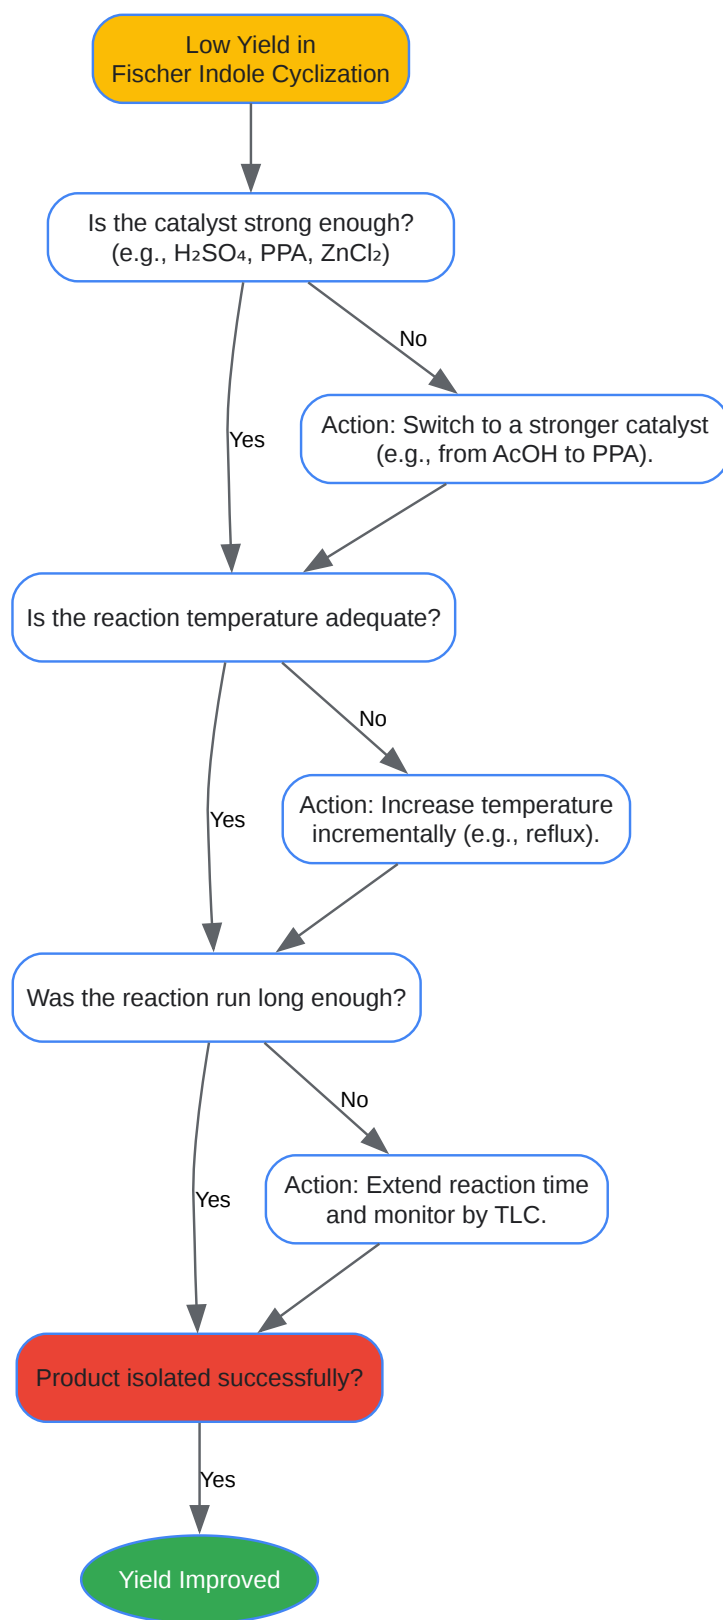 Low Yield in
Fischer Indole Cyclization
Is the catalyst strong enough?
(e.g., H₂SO₄, PPA, ZnCl₂)
No
Action: Switch to a stronger catalyst
(e.g., from AcOH to PPA).
Yes
Is the reaction temperature adequate?
No
Action: Increase temperature
incrementally (e.g., reflux).
Yes
Was the reaction run long enough?
No
Action: Extend reaction time
and monitor by TLC.
Yes
Product isolated successfully?
Yes
Yield Improved